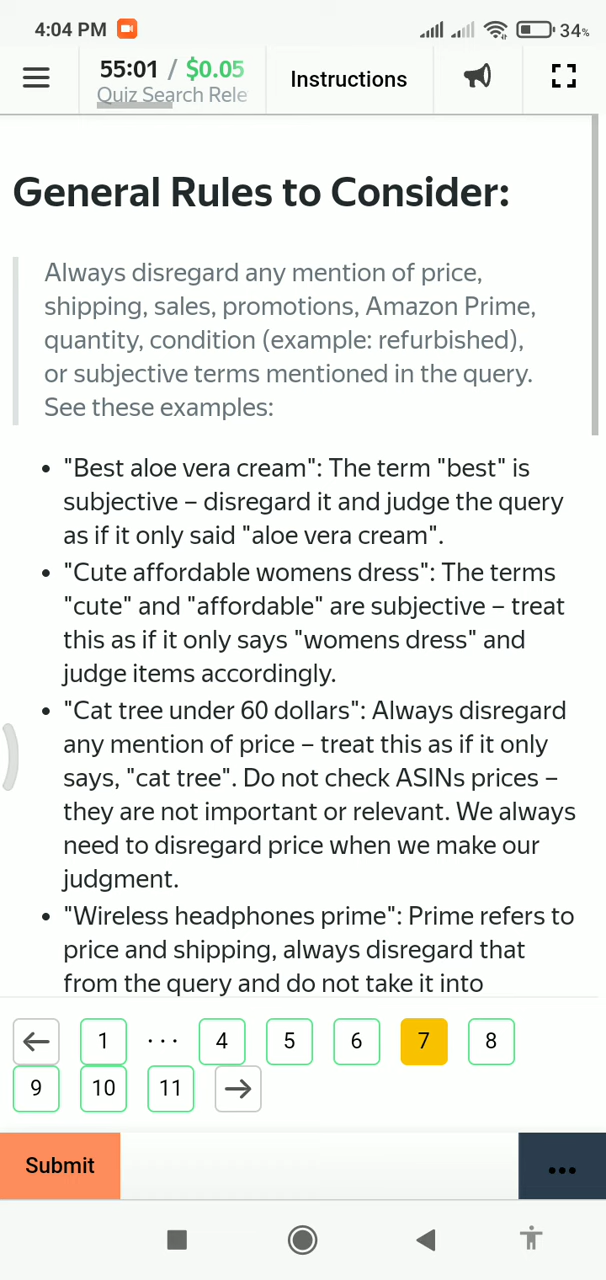 4:04 PM
34%
55:01 / $0.05
Quiz Search Rele
Instructions
General Rules to Consider:
Always disregard any mention of price,
shipping, sales, promotions, Amazon Prime,
quantity, condition (example: refurbished),
or subjective terms mentioned in the query.
See these examples:
• "Best aloe vera cream": The term "best" is
subjective – disregard it and judge the query
as if it only said "aloe vera cream".
• "Cute affordable womens dress": The terms
"cute" and "affordable" are subjective – treat
this as if it only says "womens dress" and
judge items accordingly.
• "Cat tree under 60 dollars": Always disregard
any mention of price – treat this as if it only
says, "cat tree". Do not check ASINs prices –
they are not important or relevant. We always
need to disregard price when we make our
judgment.
• "Wireless headphones prime": Prime refers to
price and shipping, always disregard that
from the query and do not take it into
1 ... 4 5 6 7 8
9 10 11
Submit
...